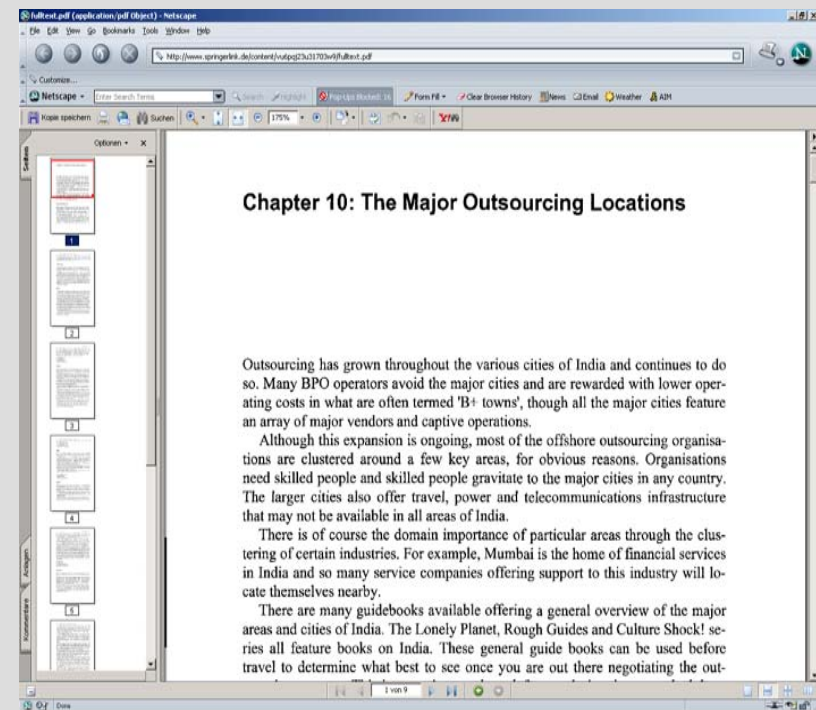 fulltext.pdf (application/pdf Object) - Netscape
File Edit View Go Bookmarks Tools Window Help
http://www.springerlink.de/content/vutpqj23u31703w9/fulltext.pdf
Customize...
Netscape Enter Search Terms Search Highlight Pop-Ups Blocked: 16 Form Fill Clear Browser History News Email Weather AIM
Kopie speichern Suchen 175%
Optionen X
Seiten
Chapter 10: The Major Outsourcing Locations
1
2
3
4
5
Anlagen
Kommentare
Outsourcing has grown throughout the various cities of India and continues to do
so. Many BPO operators avoid the major cities and are rewarded with lower oper-
ating costs in what are often termed 'B+ towns', though all the major cities feature
an array of major vendors and captive operations.
Although this expansion is ongoing, most of the offshore outsourcing organisa-
tions are clustered around a few key areas, for obvious reasons. Organisations
need skilled people and skilled people gravitate to the major cities in any country.
The larger cities also offer travel, power and telecommunications infrastructure
that may not be available in all areas of India.
There is of course the domain importance of particular areas through the clus-
tering of certain industries. For example, Mumbai is the home of financial services
in India and so many service companies offering support to this industry will lo-
cate themselves nearby.
There are many guidebooks available offering a general overview of the major
areas and cities of India. The Lonely Planet, Rough Guides and Culture Shock! se-
ries all feature books on India. These general guide books can be used before
travel to determine what best to see once you are out there negotiating the out-
1 von 9
Done